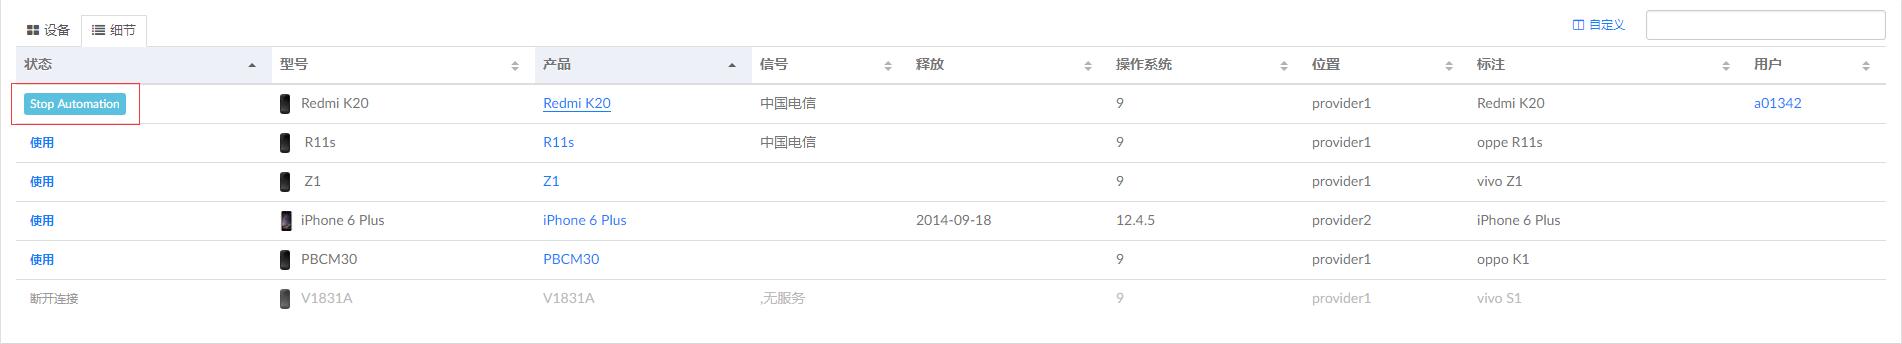 设备 细节 自定义
状态 型号 产品 信号 释放 操作系统 位置 标注 用户
Stop Automation Redmi K20 Redmi K20 中国电信 9 provider1 Redmi K20 a01342
使用 R11s R11s 中国电信 9 provider1 oppe R11s
使用 Z1 Z1 9 provider1 vivo Z1
使用 iPhone 6 Plus iPhone 6 Plus 2014-09-18 12.4.5 provider2 iPhone 6 Plus
使用 PBCM30 PBCM30 9 provider1 oppo K1
断开连接 V1831A V1831A ,无服务 9 provider1 vivo S1